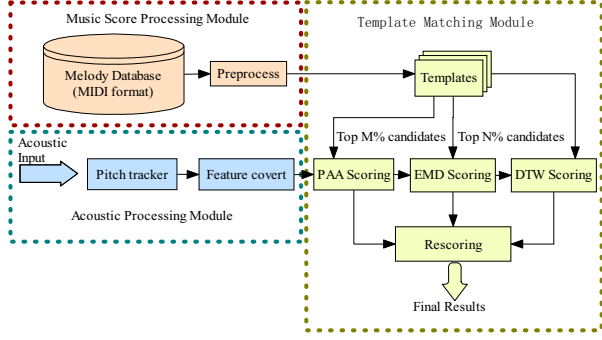 Music Score Processing Module
Melody Database
(MIDI format)
Preprocess
Template Matching Module
Templates
Top M% candidates
Top N% candidates
Acoustic
Input
Pitch tracker
Feature covert
PAA Scoring
EMD Scoring
DTW Scoring
Acoustic Processing Module
Rescoring
Final Results